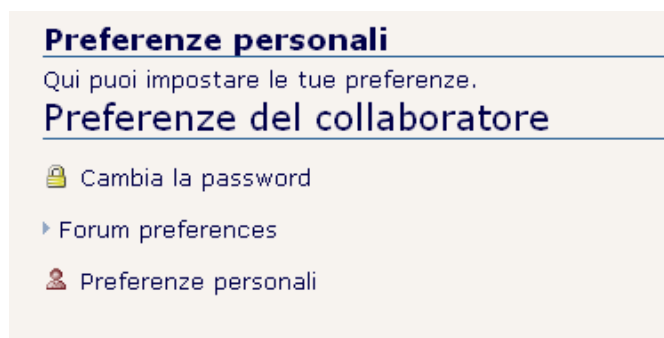 Preferenze personali
Qui puoi impostare le tue preferenze.
Preferenze del collaboratore
Cambia la password
Forum preferences
Preferenze personali